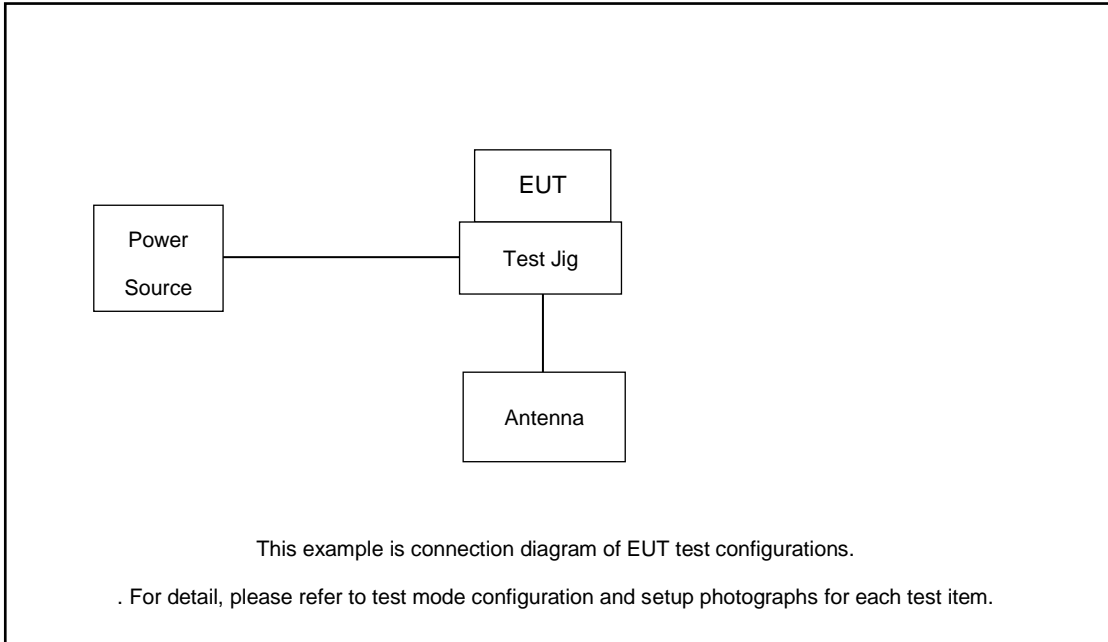 EUT
Power
Source
Test Jig
Antenna
This example is connection diagram of EUT test configurations.
. For detail, please refer to test mode configuration and setup photographs for each test item.